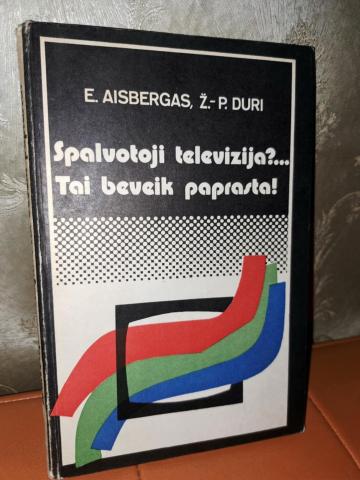 E. AISBERGAS, Ž.-P. DURI
Spalvotoji televizija?...
Tai beveik paprasta!